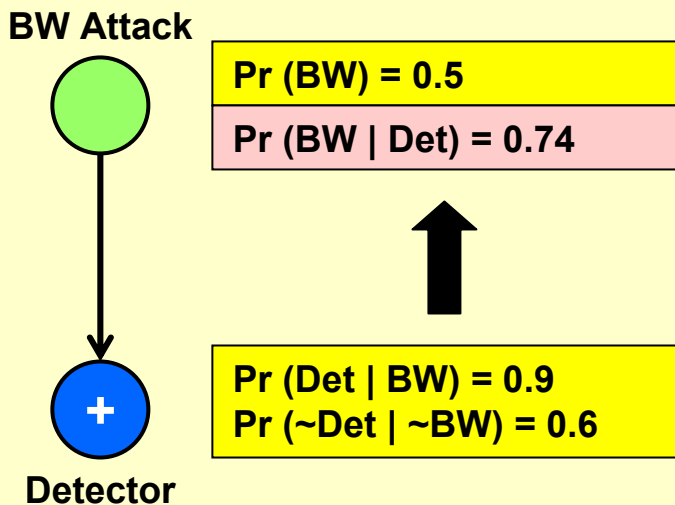 BW Attack
Pr (BW) = 0.5
Pr (BW | Det) = 0.74
Pr (Det | BW) = 0.9
Pr (~Det | ~BW) = 0.6
+
Detector